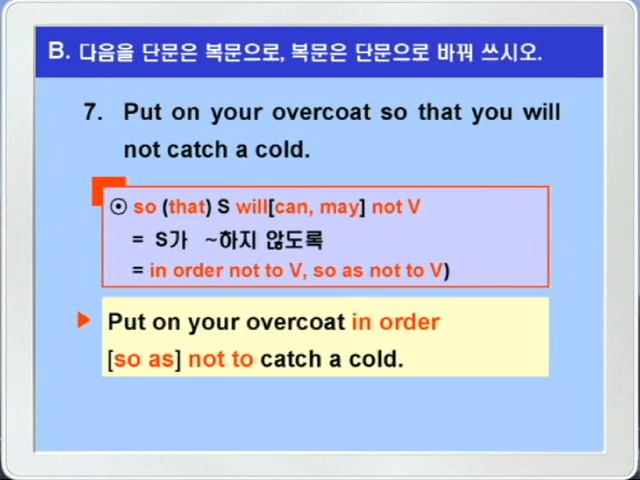 B. 다음을 단문은 복문으로, 복문은 단문으로 바꿔 쓰시오.
7. Put on your overcoat so that you will
not catch a cold.
⊙ so (that) S will[can, may] not V
= S가 ~하지 않도록
= in order not to V, so as not to V)
▶ Put on your overcoat in order
[so as] not to catch a cold.